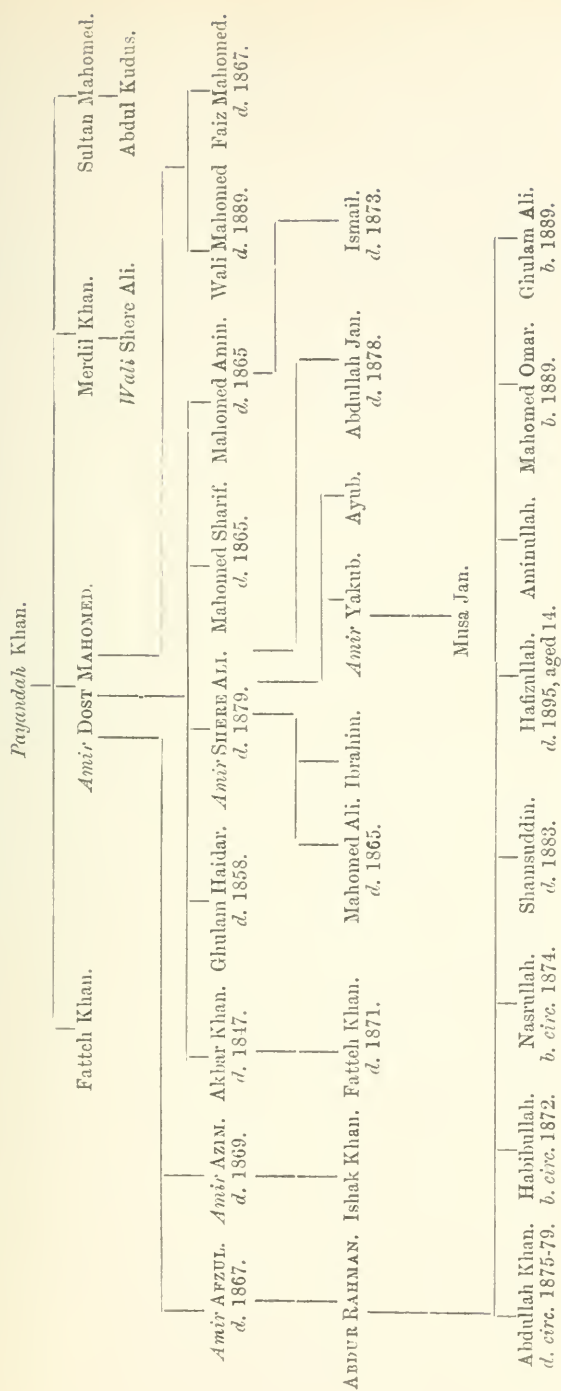 Payandah Khan.
Fatteh Khan. Amir DOST MAHOMED. Merdil Khan. Sultan Mahomed.
Wali Shere Ali. Abdul Kudus.
Amir AFZUL. Amir AZIM. Akbar Khan. Ghulam Haidar. Amir SHERE ALI. Mahomed Sharif. Mahomed Amin. Wali Mahomed Faiz Mahomed.
d. 1867. d. 1869. d. 1847. d. 1858. d. 1879. d. 1865. d. 1865 d. 1889. d. 1867.
ABDUR RAHMAN. Ishak Khan. Fatteh Khan. Mahomed Ali. Ibrahim. Amir Yakub. Ayub. Abdullah Jan. Ismail.
d. 1871. d. 1865. d. 1878. d. 1873.
Musa Jan.
Abdullah Khan. Habibullah. Nasrullah. Shamsuddin. Hafizullah. Aminullah. Mahomed Omar. Ghulam Ali.
d. circ. 1875-79. b. circ. 1872. b. circ. 1874. d. 1883. d. 1895, aged 14. b. 1889. b. 1889.